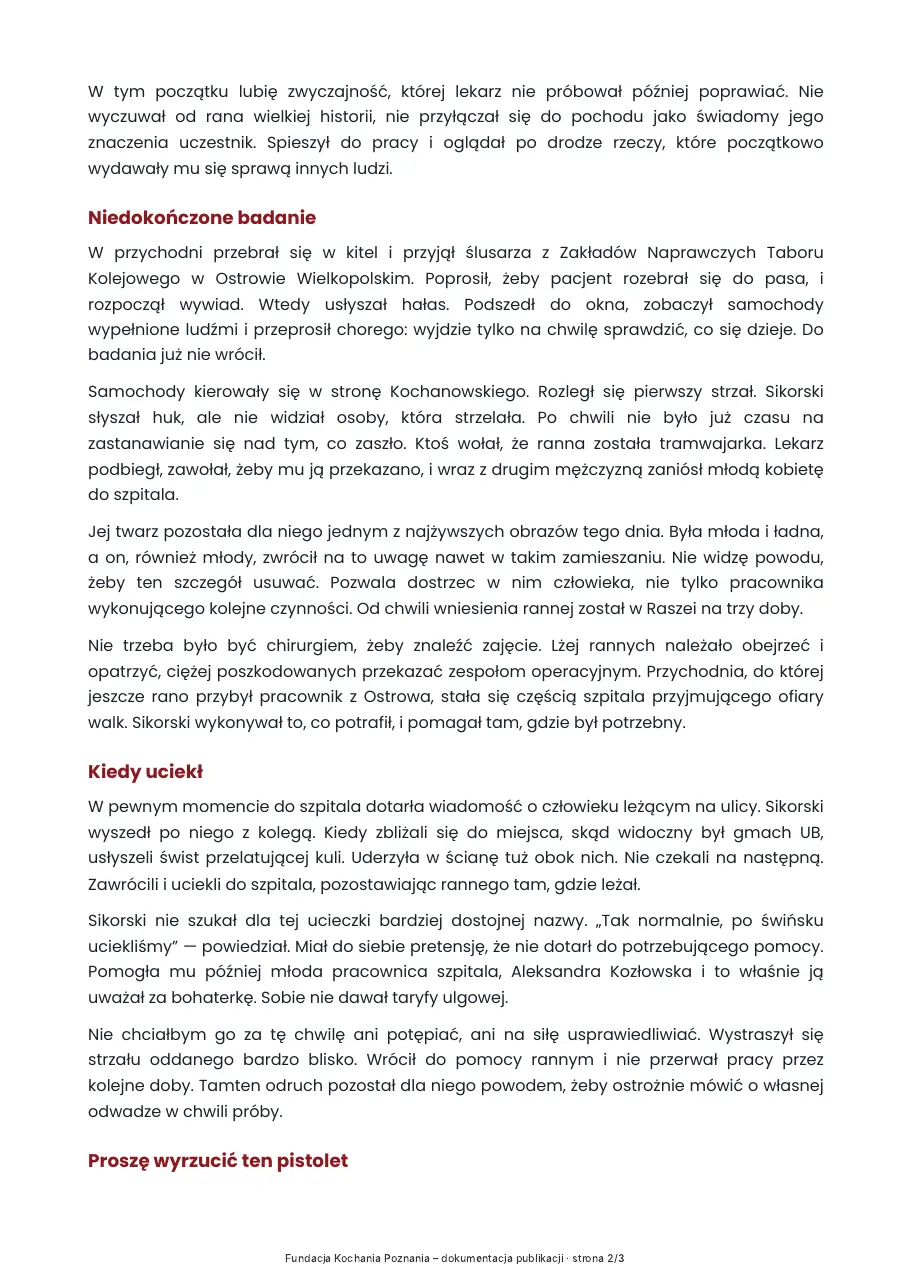 W tym początku lubię zwyczajność, której lekarz nie próbował później poprawiać. Nie
wyczuwał od rana wielkiej historii, nie przyłączał się do pochodu jako świadomy jego
znaczenia uczestnik. Spieszył do pracy i oglądał po drodze rzeczy, które początkowo
wydawały mu się sprawą innych ludzi.
Niedokończone badanie
W przychodni przebrał się w kitel i przyjął ślusarza z Zakładów Naprawczych Taboru
Kolejowego w Ostrowie Wielkopolskim. Poprosił, żeby pacjent rozebrał się do pasa, i
rozpoczął wywiad. Wtedy usłyszał hałas. Podszedł do okna, zobaczył samochody
wypełnione ludźmi i przeprosił chorego: wyjdzie tylko na chwilę sprawdzić, co się dzieje. Do
badania już nie wrócił.
Samochody kierowały się w stronę Kochanowskiego. Rozległ się pierwszy strzał. Sikorski
słyszał huk, ale nie widział osoby, która strzelała. Po chwili nie było już czasu na
zastanawianie się nad tym, co zaszło. Ktoś wołał, że ranna została tramwajarka. Lekarz
podbiegł, zawołał, żeby mu ją przekazano, i wraz z drugim mężczyzną zaniósł młodą kobietę
do szpitala.
Jej twarz pozostała dla niego jednym z najżywszych obrazów tego dnia. Była młoda i ładna,
a on, również młody, zwrócił na to uwagę nawet w takim zamieszaniu. Nie widzę powodu,
żeby ten szczegół usuwać. Pozwala dostrzec w nim człowieka, nie tylko pracownika
wykonującego kolejne czynności. Od chwili wniesienia rannej został w Raszei na trzy doby.
Nie trzeba było być chirurgiem, żeby znaleźć zajęcie. Lżej rannych należało obejrzeć i
opatrzyć, ciężej poszkodowanych przekazać zespołom operacyjnym. Przychodnia, do której
jeszcze rano przybył pracownik z Ostrowa, stała się częścią szpitala przyjmującego ofiary
walk. Sikorski wykonywał to, co potrafił, i pomagał tam, gdzie był potrzebny.
Kiedy uciekł
W pewnym momencie do szpitala dotarła wiadomość o człowieku leżącym na ulicy. Sikorski
wyszedł po niego z kolegą. Kiedy zbliżali się do miejsca, skąd widoczny był gmach UB,
usłyszeli świst przelatującej kuli. Uderzyła w ścianę tuż obok nich. Nie czekali na następną.
Zawrócili i uciekli do szpitala, pozostawiając rannego tam, gdzie leżał.
Sikorski nie szukał dla tej ucieczki bardziej dostojnej nazwy. „Tak normalnie, po świńsku
uciekliśmy” — powiedział. Miał do siebie pretensję, że nie dotarł do potrzebującego pomocy.
Pomogła mu później młoda pracownica szpitala, Aleksandra Kozłowska i to właśnie ją
uważał za bohaterkę. Sobie nie dawał taryfy ulgowej.
Nie chciałbym go za tę chwilę ani potępiać, ani na siłę usprawiedliwiać. Wystraszył się
strzału oddanego bardzo blisko. Wrócił do pomocy rannym i nie przerwał pracy przez
kolejne doby. Tamten odruch pozostał dla niego powodem, żeby ostrożnie mówić o własnej
odwadze w chwili próby.
Proszę wyrzucić ten pistolet
Fundacja Kochania Poznania – dokumentacja publikacji · strona 2/3